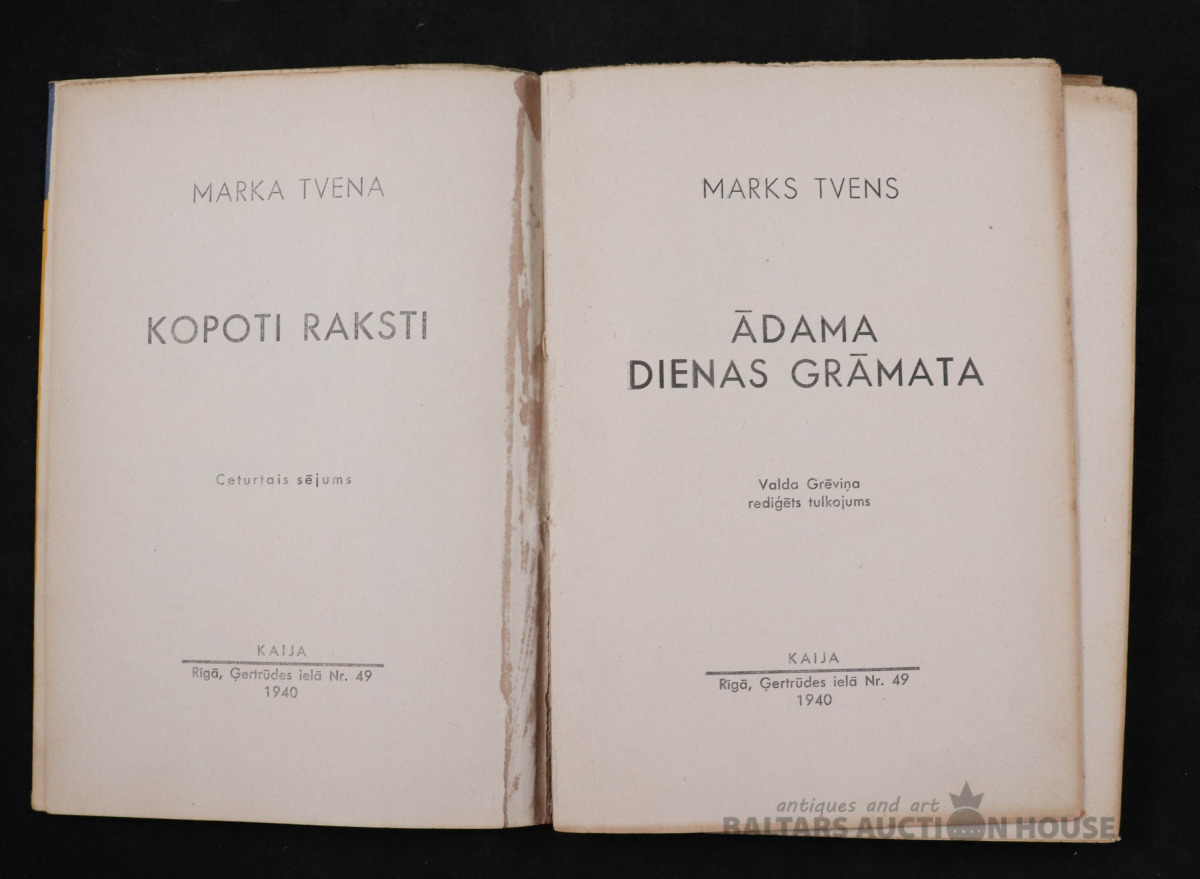 MARKA TVENA
KOPOTI RAKSTI
Ceturtais sējums
KAIJA
Rīgā, Ģertrūdes ielā Nr. 49
1940
MARKS TVENS
ĀDAMA
DIENAS GRĀMATA
Valda Grēviņa
rediģēts tulkojums
KAIJA
Rīgā, Ģertrūdes ielā Nr. 49
1940
antiques and art
BALTARS AUCTION HOUSE